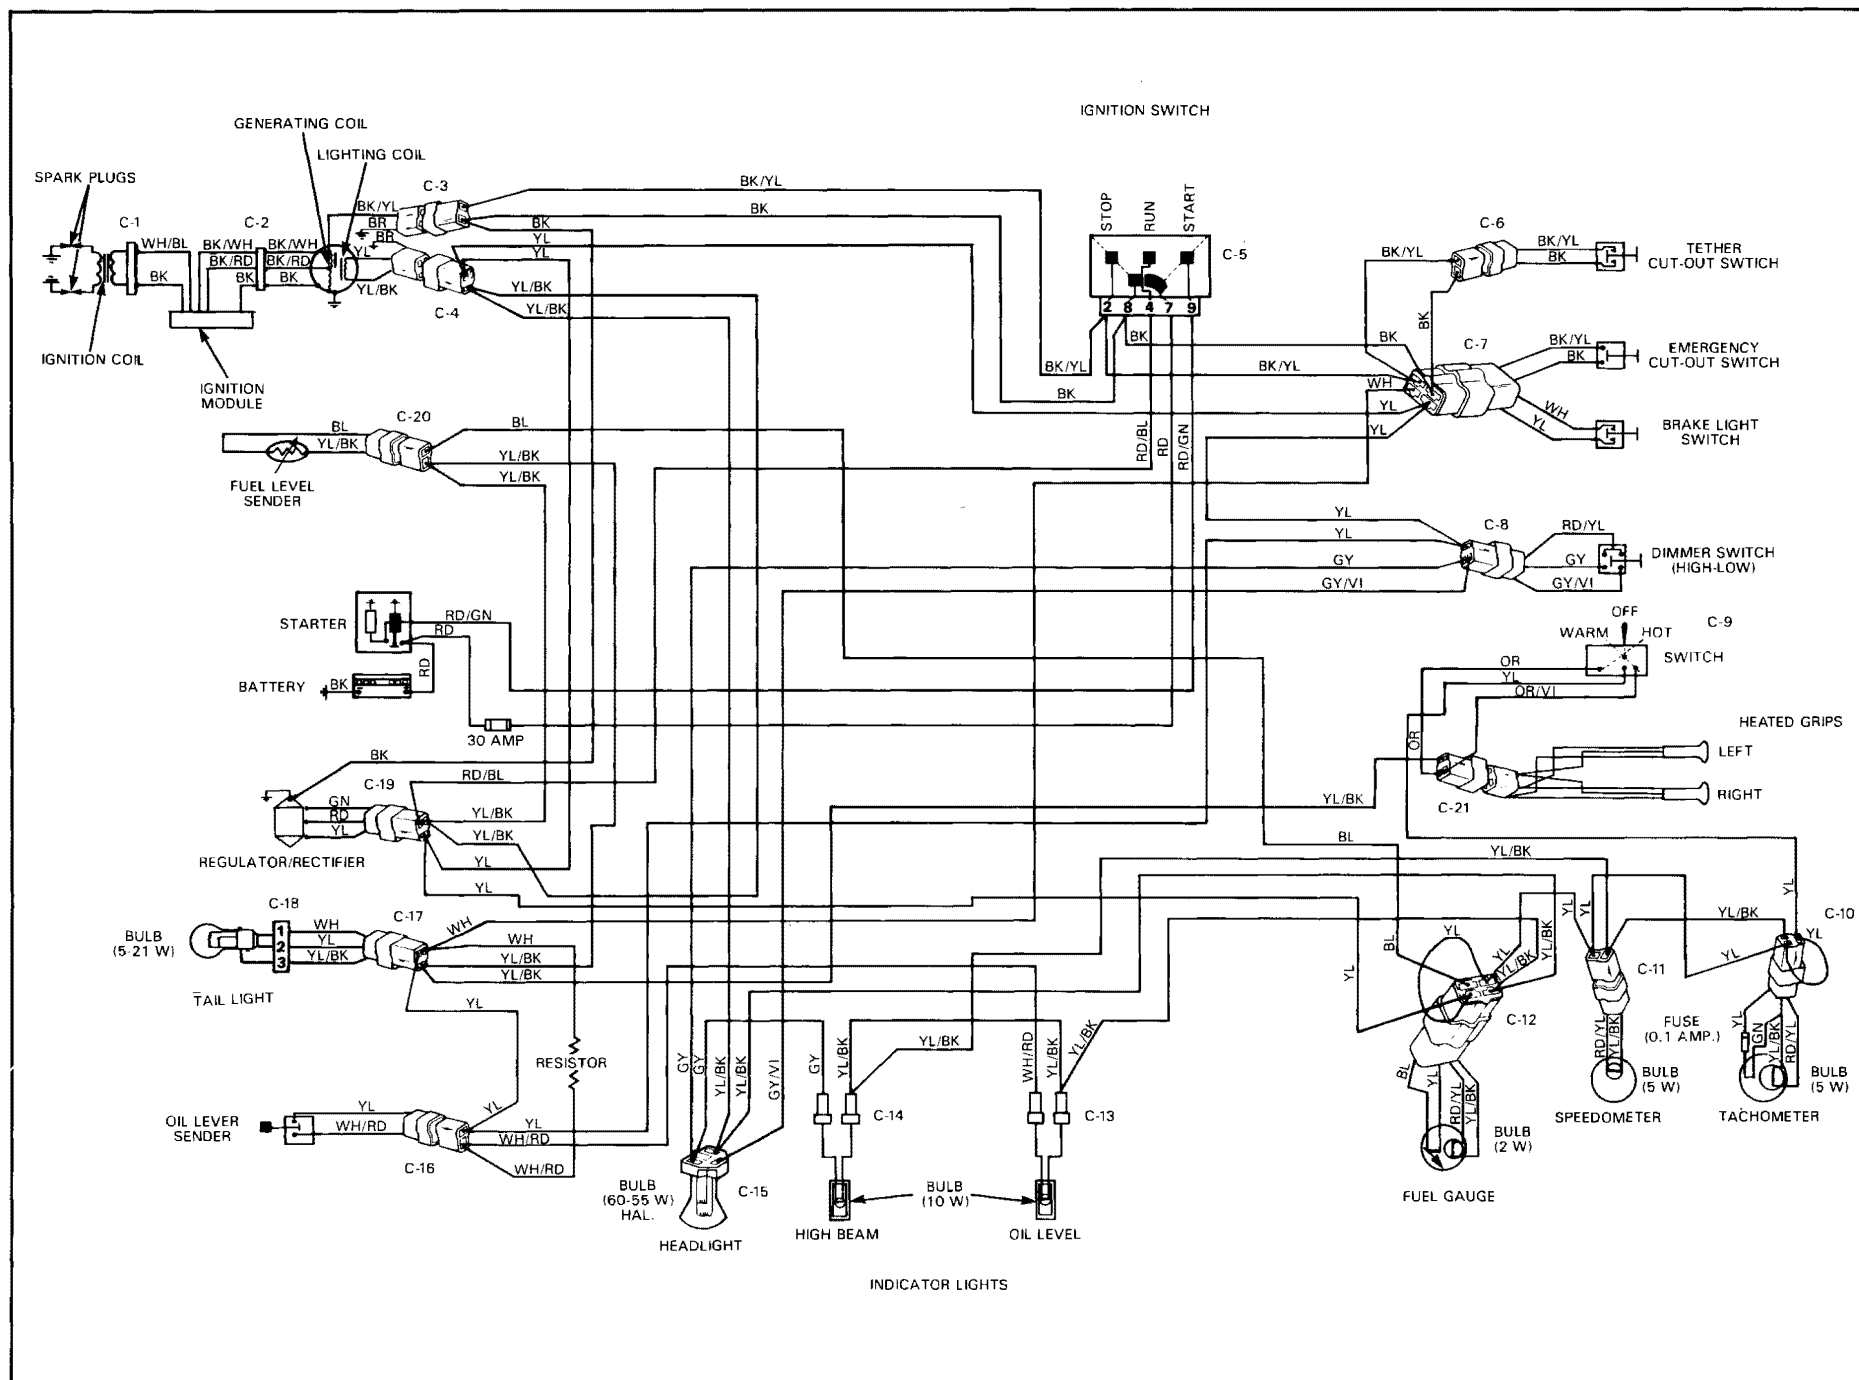 IGNITION SWITCH
GENERATING COIL
LIGHTING COIL
SPARK PLUGS
C-1
C-2
C-3
WH/BL
BK
BK/WH
BK/RD
BK
BK/WH
BK/RD
BK
BK/YL
BR
BR
YL
YL/BK
C-4
BK/YL
BK
BK
YL
YL
YL/BK
YL/BK
IGNITION COIL
IGNITION
MODULE
STOP
RUN
START
C-5
2 8 4 7 9
BK/YL
BK
BK
BK/YL
BK
WH
YL
YL
RD/BL
RD
RD/GN
C-6
BK/YL
BK/YL
BK
BK
TETHER
CUT-OUT SWTICH
C-7
BK/YL
BK
EMERGENCY
CUT-OUT SWITCH
WH
YL
BRAKE LIGHT
SWITCH
C-20
BL
YL/BK
BL
YL/BK
YL/BK
FUEL LEVEL
SENDER
YL
YL
GY
GY/VI
C-8
RD/YL
GY
GY/VI
DIMMER SWITCH
(HIGH-LOW)
STARTER
RD/GN
RD
RD
BATTERY
BK
30 AMP
OFF
WARM
HOT
C-9
SWITCH
OR
YL
OR/VI
OR
HEATED GRIPS
LEFT
RIGHT
C-21
YL/BK
BK
RD/BL
C-19
GN
RD
YL
YL/BK
YL/BK
YL
YL
REGULATOR/RECTIFIER
BL
YL/BK
C-18
C-17
1
2
3
WH
YL
YL/BK
WH
WH
YL/BK
YL/BK
YL
BULB
(5-21 W)
TAIL LIGHT
RESISTOR
OIL LEVER
SENDER
YL
WH/RD
C-16
YL
YL
WH/RD
WH/RD
GY
GY
YL/BK
YL/BK
GY/VI
BULB
(60-55 W)
HAL.
C-15
HEADLIGHT
GY
YL/BK
YL/BK
C-14
HIGH BEAM
BULB
(10 W)
WH/RD
YL/BK
YL/BK
C-13
OIL LEVEL
INDICATOR LIGHTS
YL
BL
YL
YL
YL/BK
YL/BK
C-12
BL
YL
RD/YL
YL/BK
BULB
(2 W)
FUEL GAUGE
YL
YL
C-11
RD/YL
YL/BK
BULB
(5 W)
SPEEDOMETER
YL
YL/BK
YL
C-10
YL
FUSE
(0.1 AMP.)
YL
GN
YL/BK
RD/YL
BULB
(5 W)
TACHOMETER